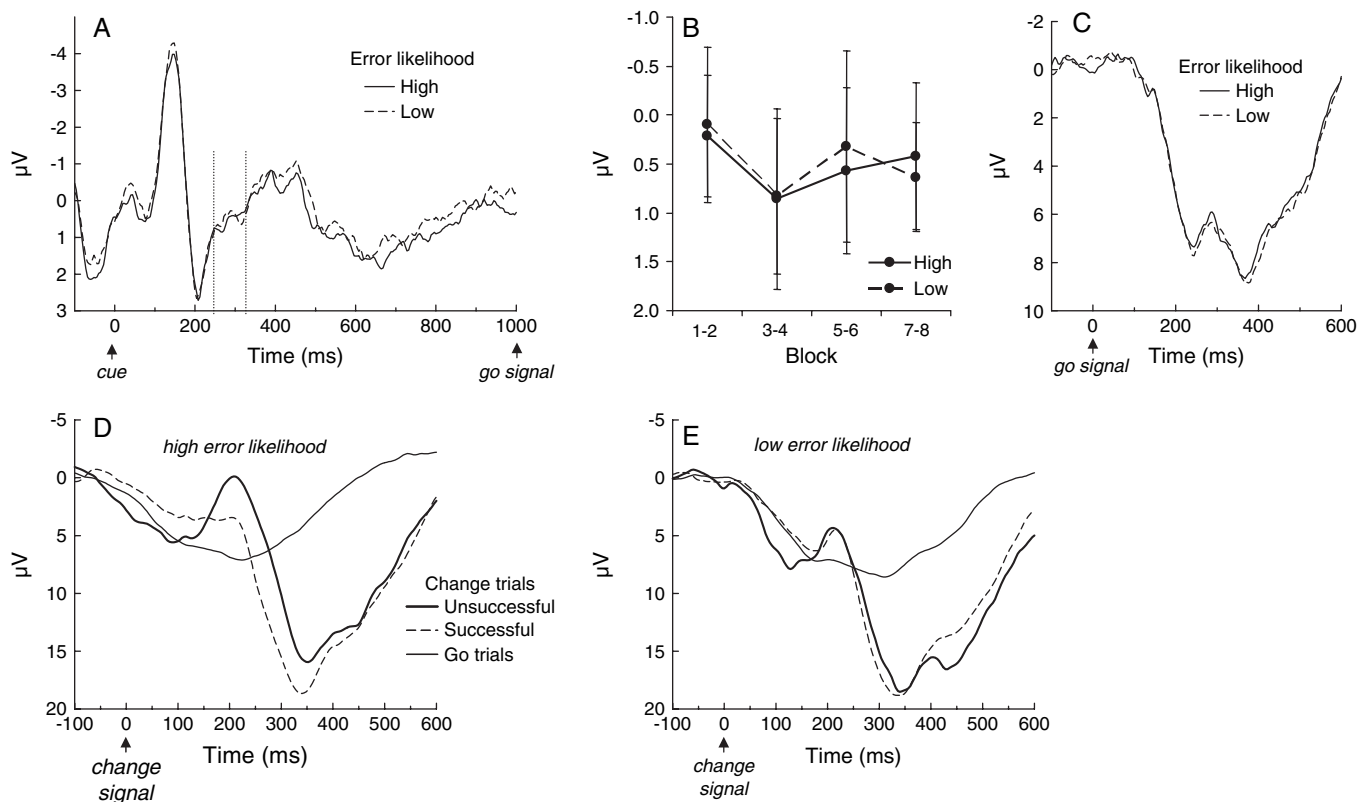 A
Error likelihood
High
Low
µV
-4
-3
-2
-1
0
1
2
3
0 200 400 600 800 1000
Time (ms)
cue
go signal
B
µV
-1.0
-0.5
0.0
0.5
1.0
1.5
2.0
High
Low
1-2 3-4 5-6 7-8
Block
C
Error likelihood
High
Low
µV
-2
0
2
4
6
8
10
0 200 400 600
Time (ms)
go signal
D
high error likelihood
µV
-5
0
5
10
15
20
Change trials
Unsuccessful
Successful
Go trials
-100 0 100 200 300 400 500 600
Time (ms)
change
signal
E
low error likelihood
µV
-5
0
5
10
15
20
-100 0 100 200 300 400 500 600
Time (ms)
change
signal